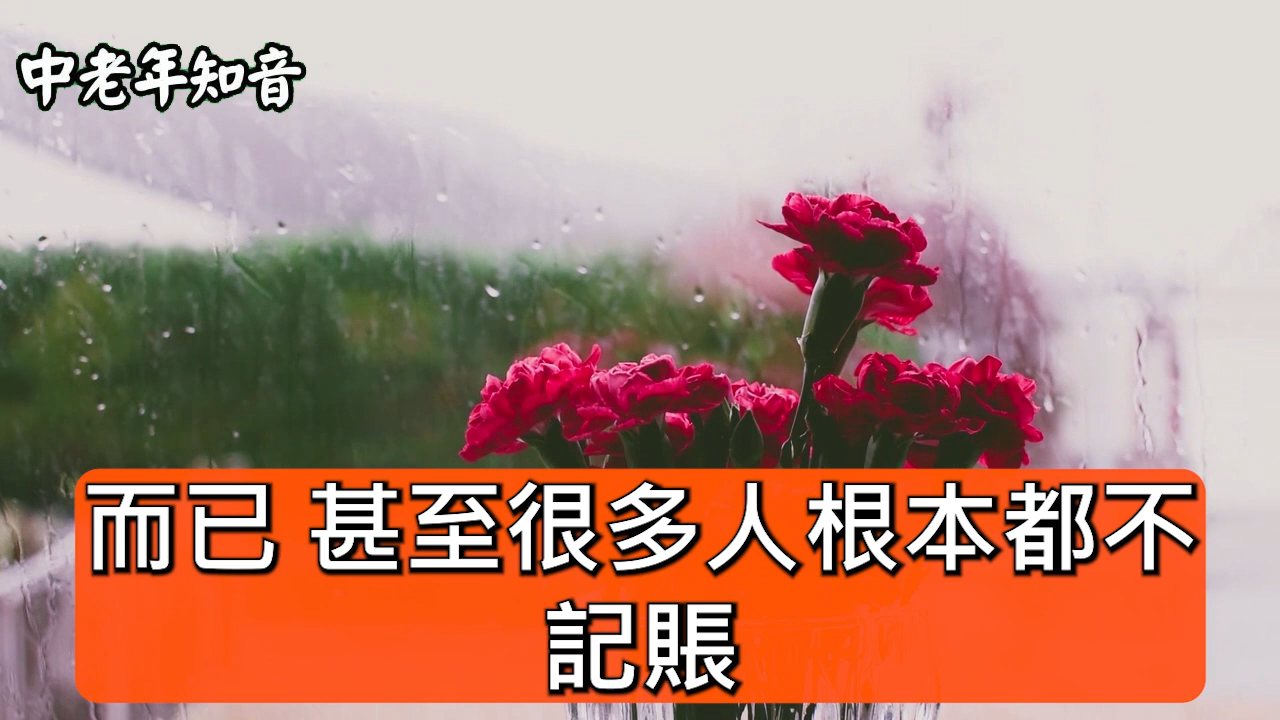 中老年知音
而已 甚至很多人根本都不
記賬